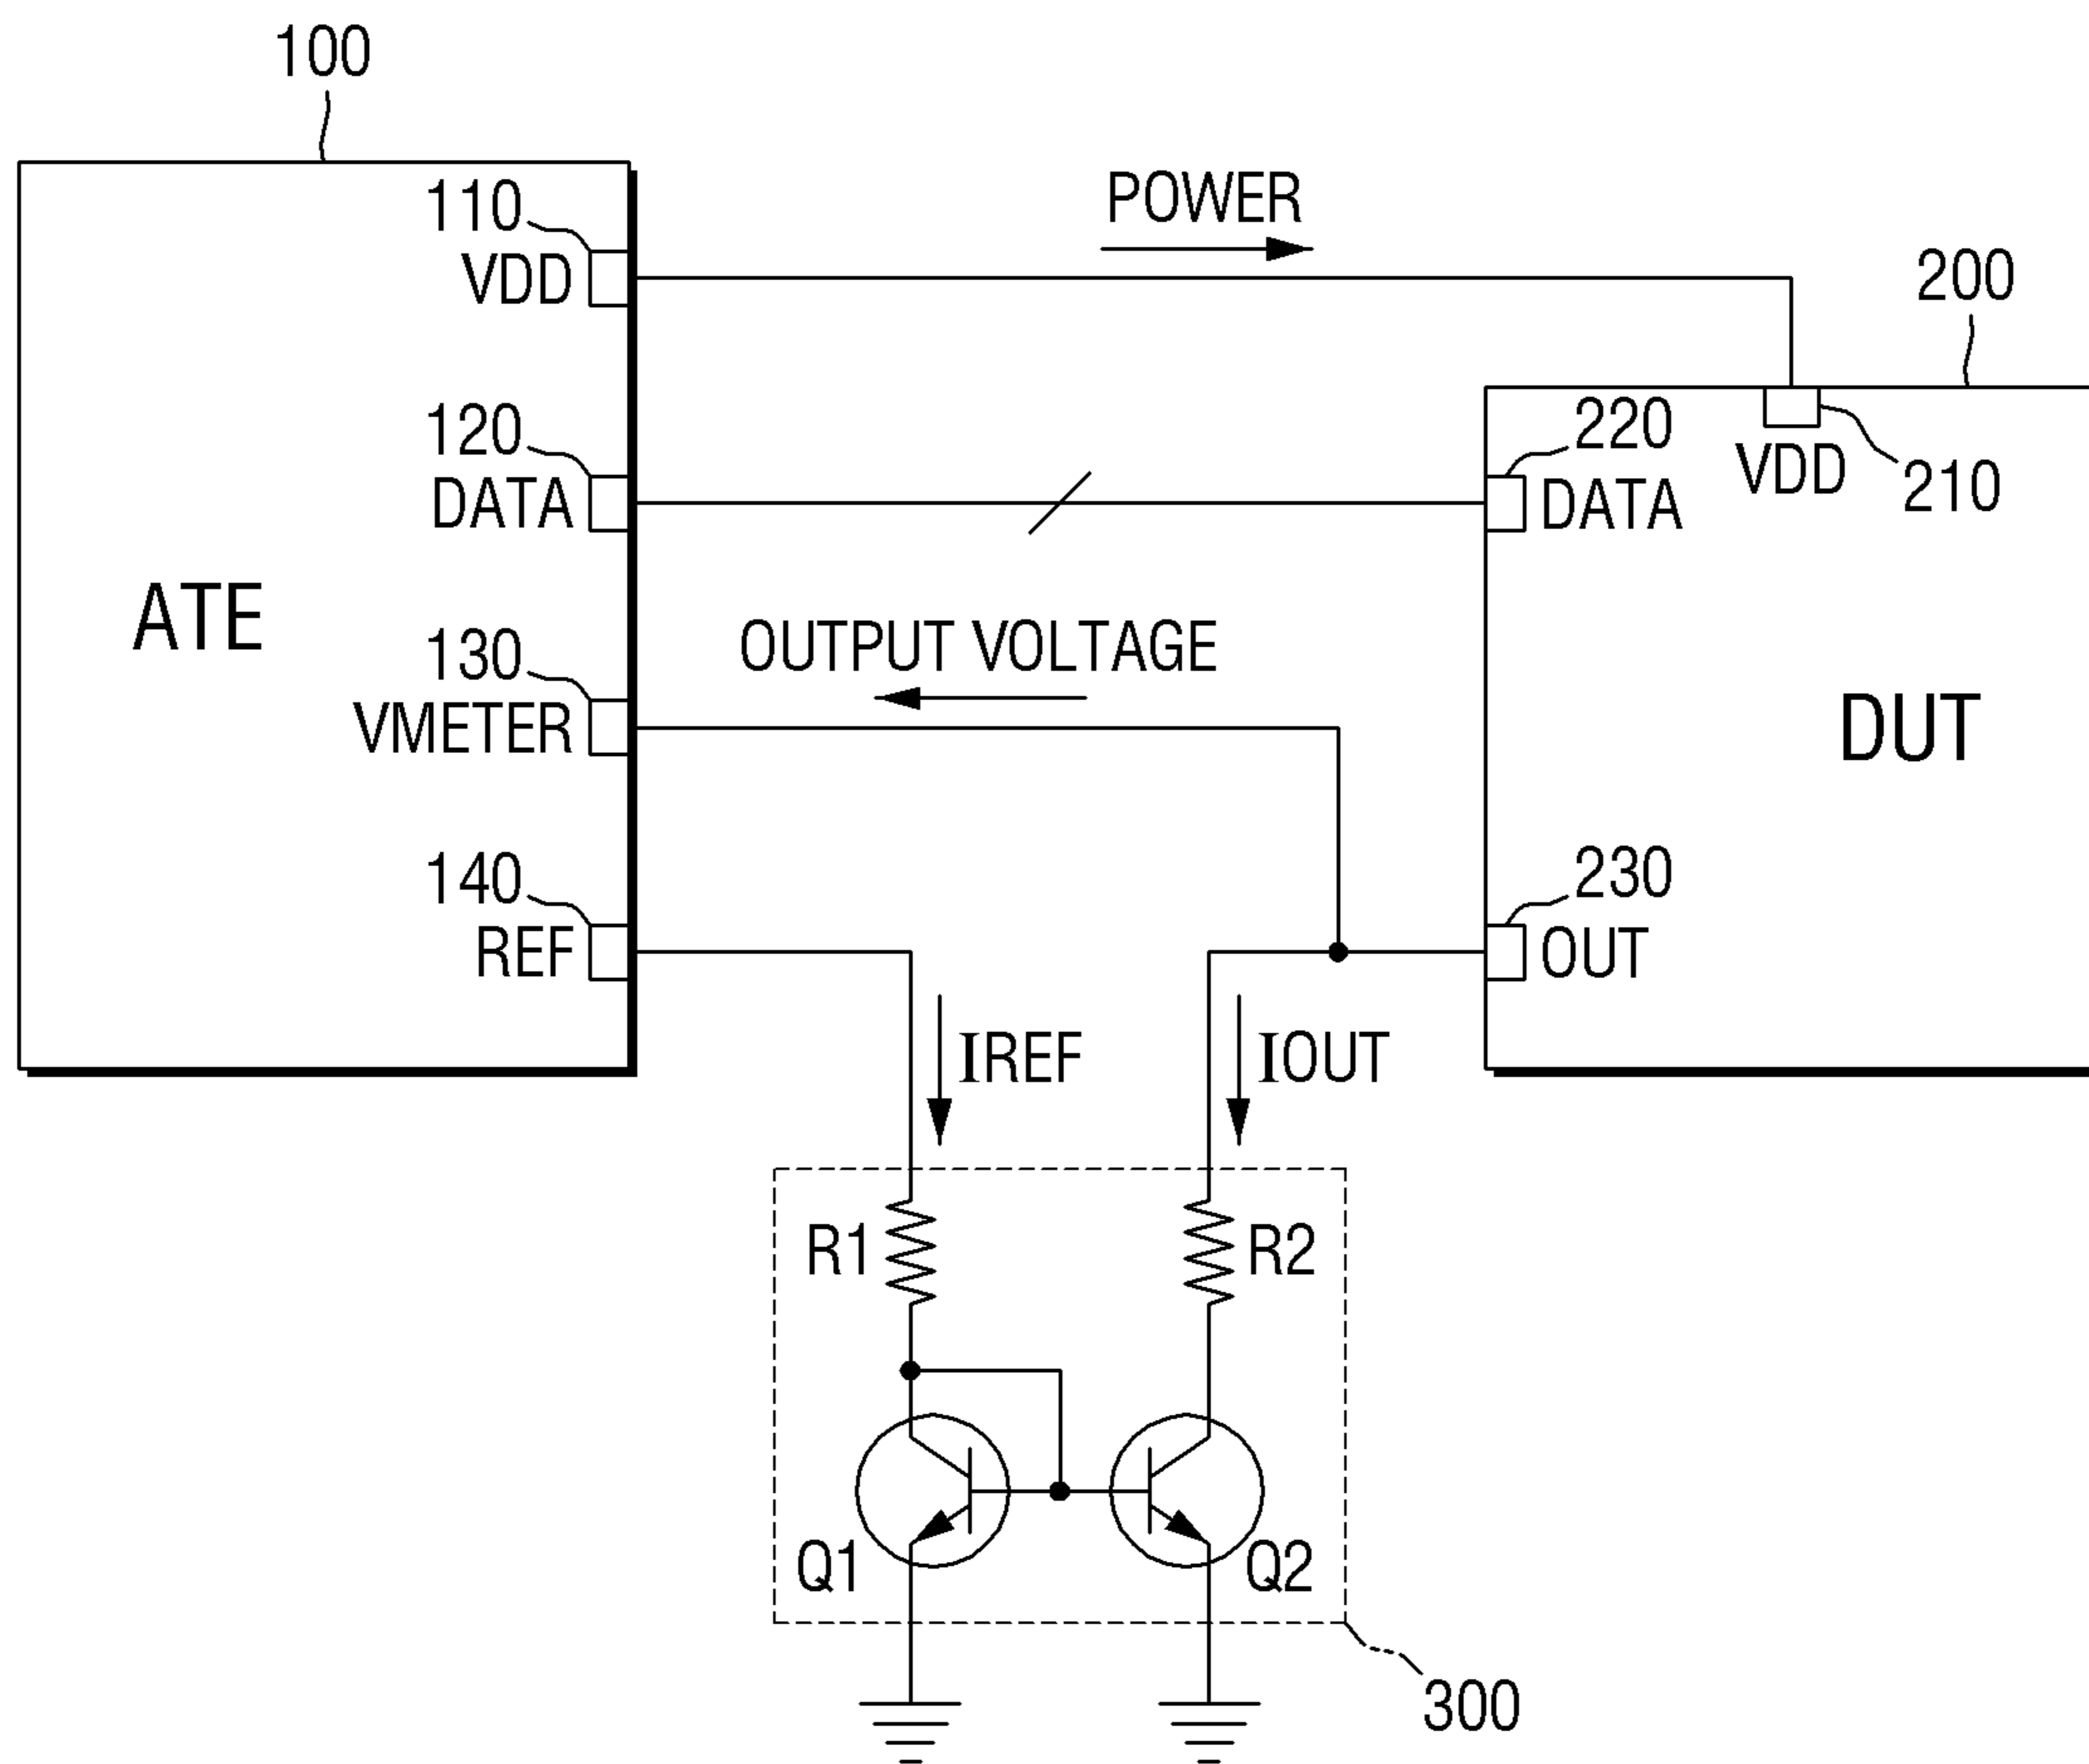 100
110
VDD
POWER
200
120
DATA
220
DATA
VDD
210
ATE
130
VMETER
OUTPUT VOLTAGE
DUT
140
REF
230
OUT
IREF
IOUT
R1
R2
Q1
Q2
300